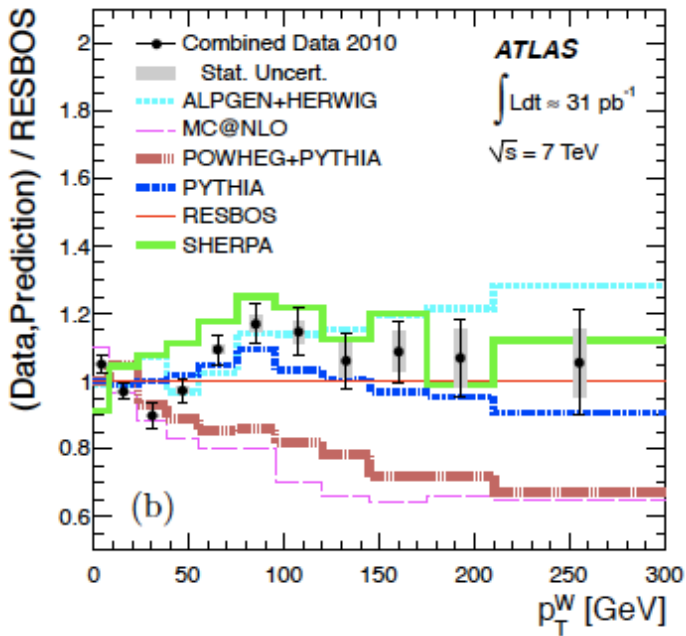 (Data,Prediction) / RESBOS
2
1.8
1.6
1.4
1.2
1
0.8
0.6
Combined Data 2010
Stat. Uncert.
ALPGEN+HERWIG
MC@NLO
POWHEG+PYTHIA
PYTHIA
RESBOS
SHERPA
ATLAS
∫ Ldt ≈ 31 pb⁻¹
√s = 7 TeV
(b)
0 50 100 150 200 250 300
p_T^W [GeV]